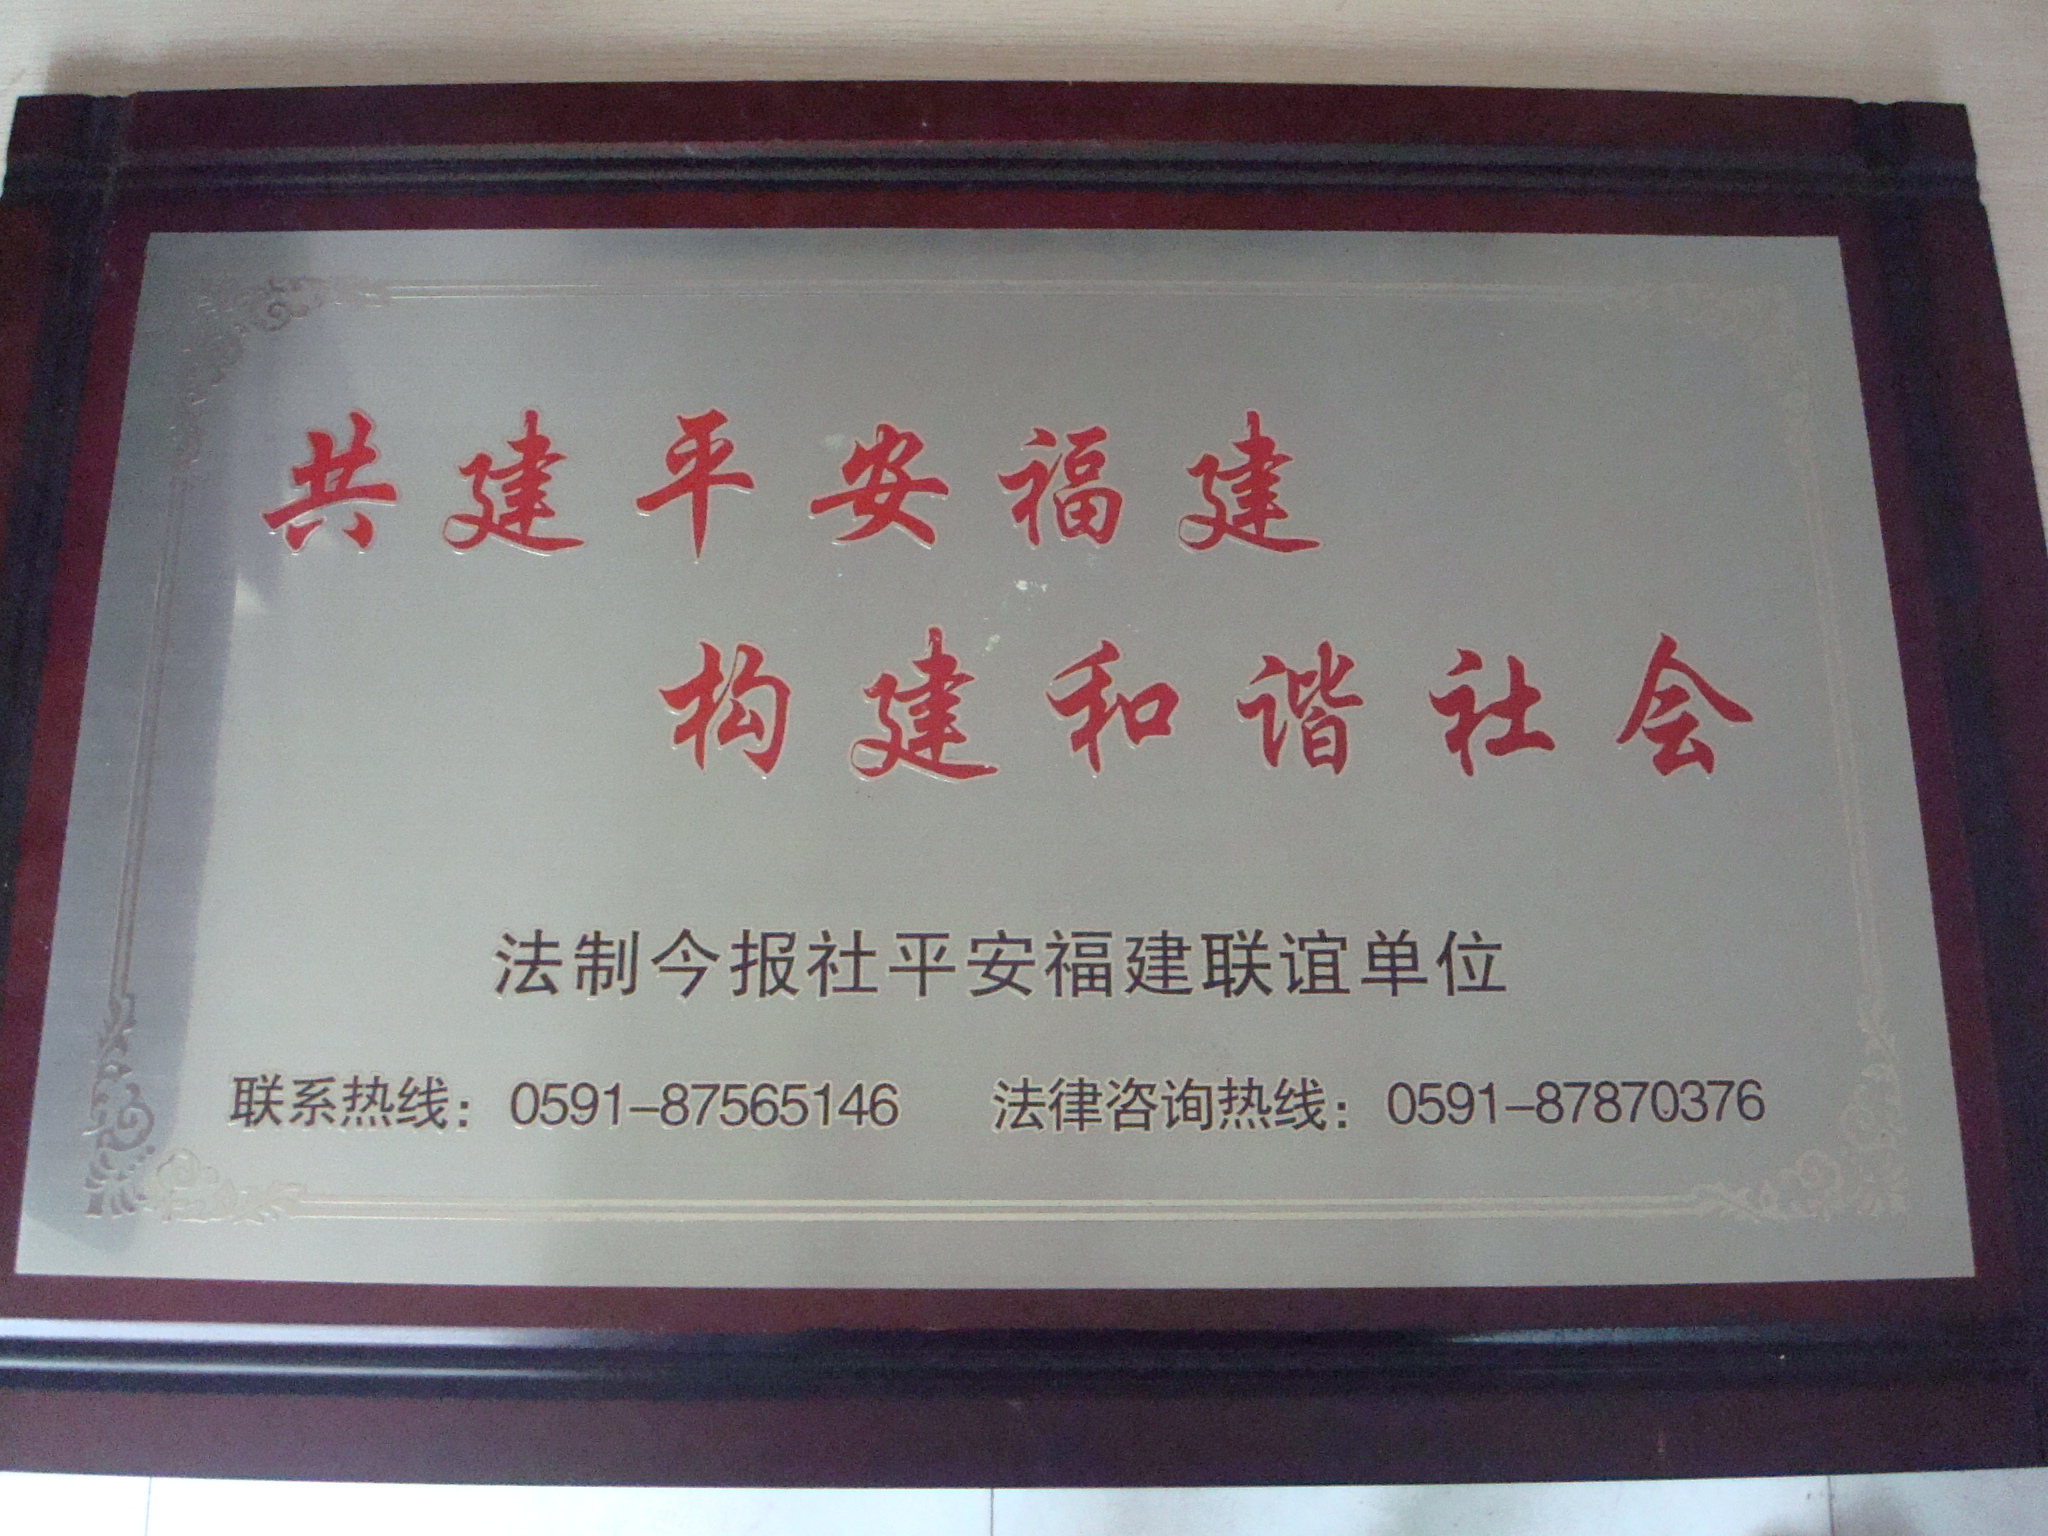 共建平安福建
构建和谐社会
法制今报社平安福建联谊单位
联系热线：0591-87565146 法律咨询热线：0591-87870376